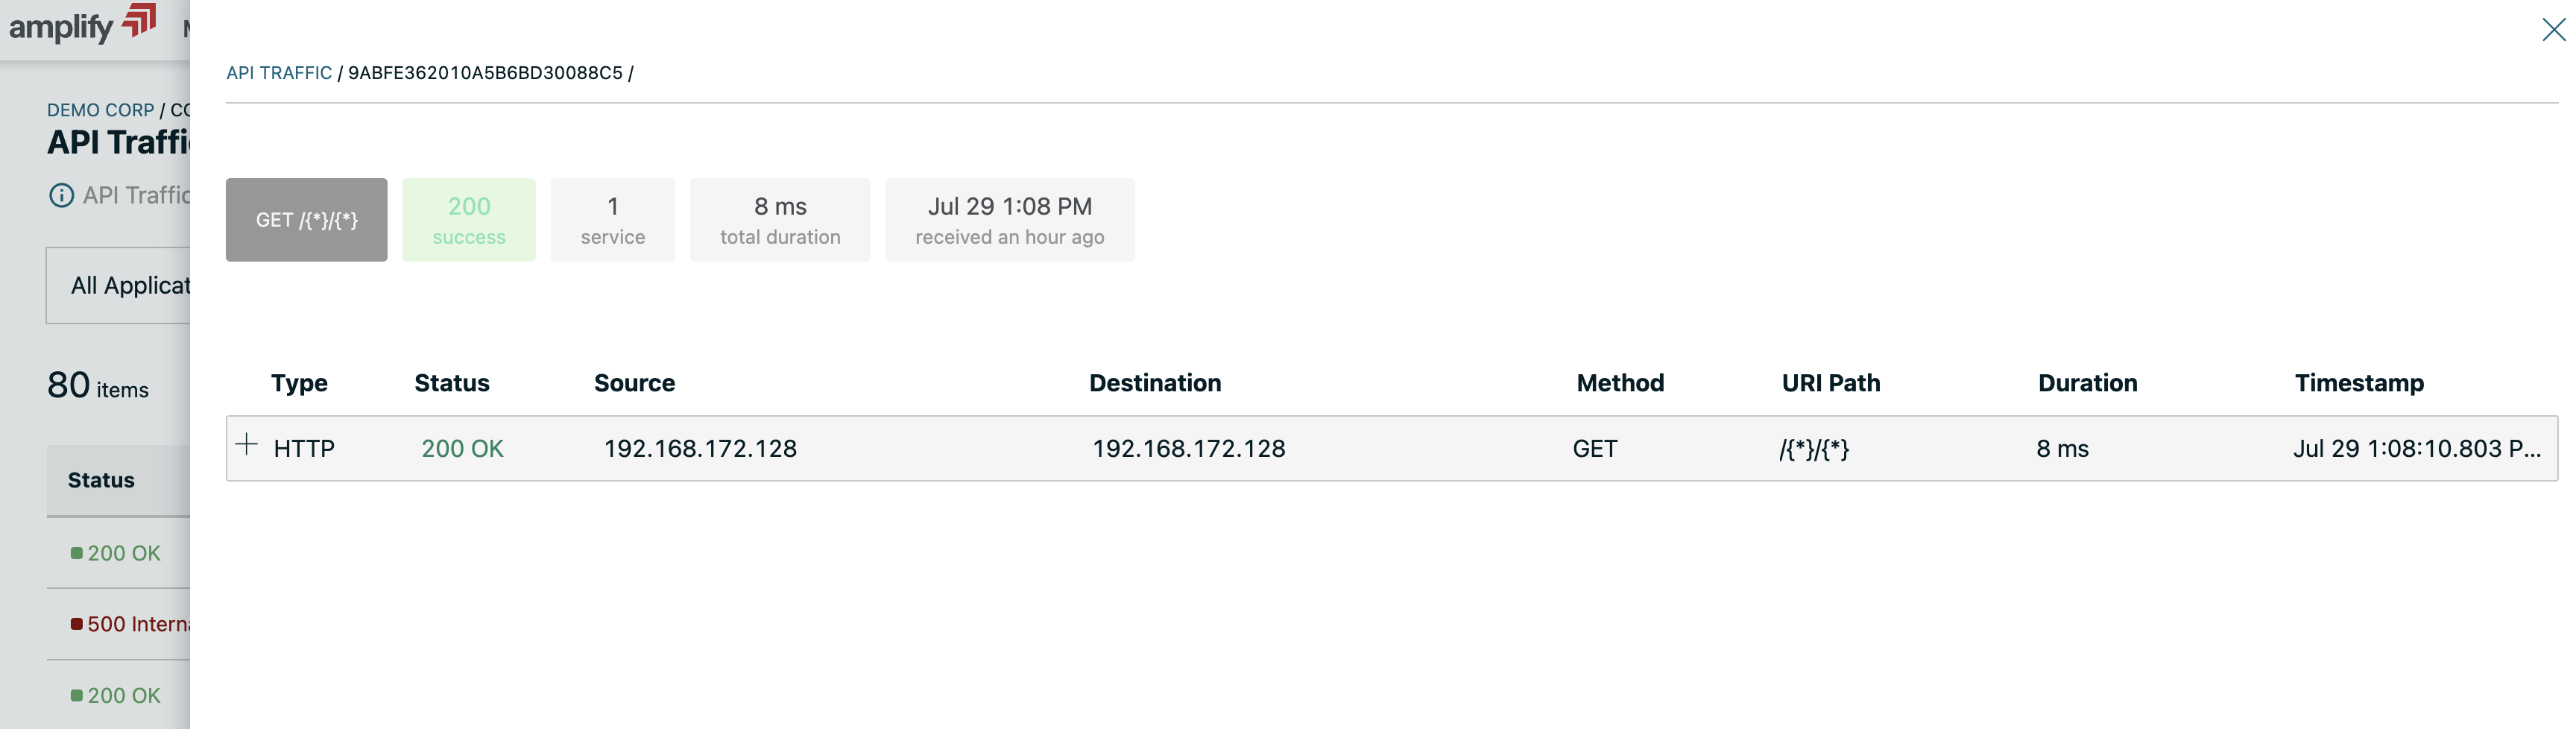 amplify
API TRAFFIC / 9ABFE362010A5B6BD30088C5 /
DEMO CORP /
API Traffi
API Traffic
All Applicat
80 items
Status
200 OK
500 Interna
200 OK
GET /{*}/{*}
200
success
1
service
8 ms
total duration
Jul 29 1:08 PM
received an hour ago
Type Status Source Destination Method URI Path Duration Timestamp
HTTP 200 OK 192.168.172.128 192.168.172.128 GET /{*}/{*} 8 ms Jul 29 1:08:10.803 P...